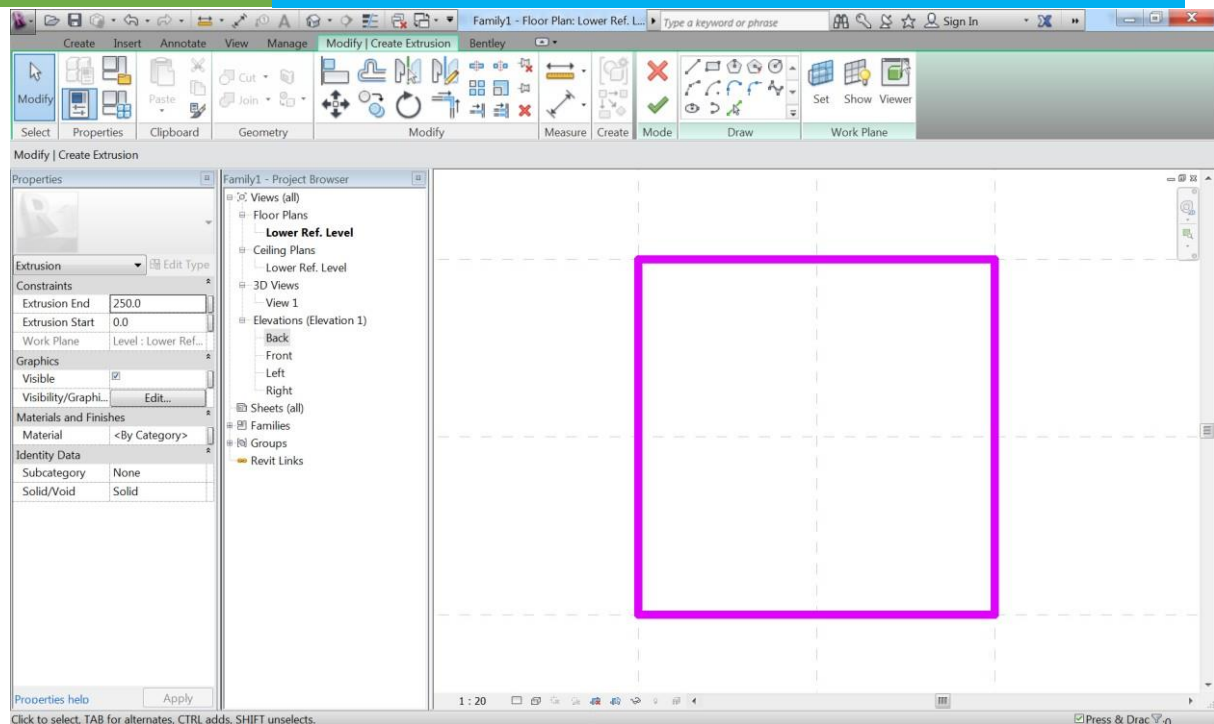 Family1 - Floor Plan: Lower Ref. L...
Type a keyword or phrase
Sign In
Create Insert Annotate View Manage Modify | Create Extrusion Bentley
Modify
Paste
Cut
Join
Set Show Viewer
Select Properties Clipboard Geometry Modify Measure Create Mode Draw Work Plane
Modify | Create Extrusion
Properties
Extrusion
Edit Type
Constraints
Extrusion End 250.0
Extrusion Start 0.0
Work Plane Level : Lower Ref...
Graphics
Visible
Visibility/Graphi... Edit...
Materials and Finishes
Material <By Category>
Identity Data
Subcategory None
Solid/Void Solid
Properties help
Apply
Family1 - Project Browser
Views (all)
Floor Plans
Lower Ref. Level
Ceiling Plans
Lower Ref. Level
3D Views
View 1
Elevations (Elevation 1)
Back
Front
Left
Right
Sheets (all)
Families
Groups
Revit Links
1 : 20
Click to select, TAB for alternates, CTRL adds, SHIFT unselects.
Press & Drag